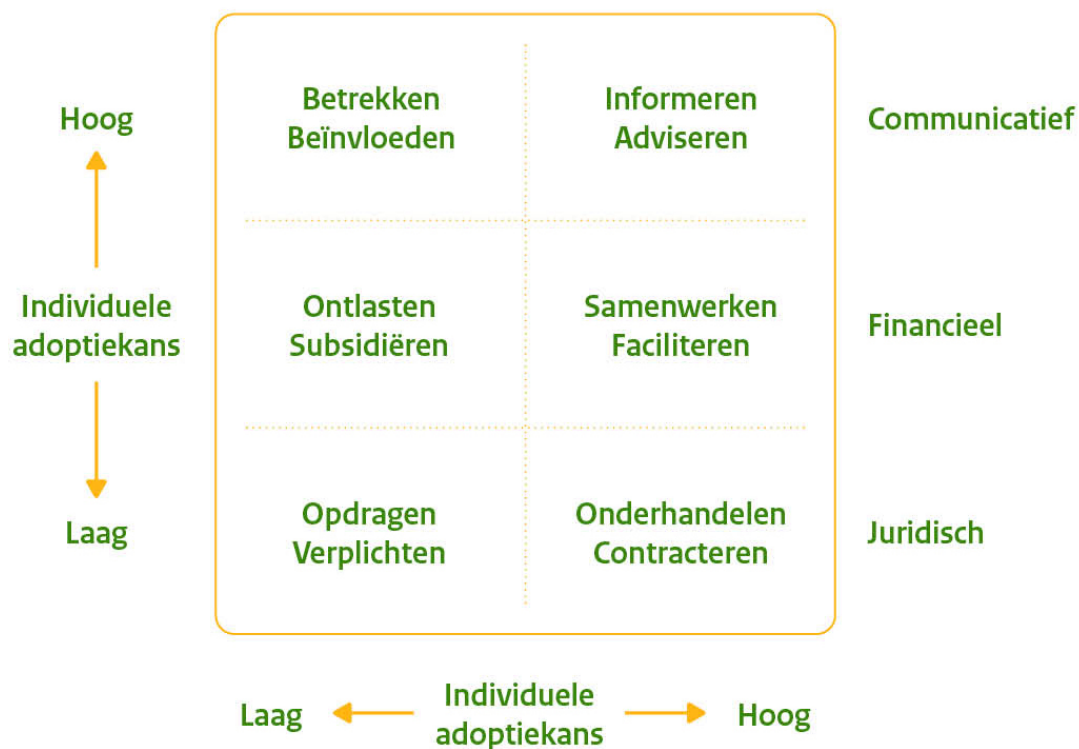 Hoog
Betrekken
Beïnvloeden
Informeren
Adviseren
Communicatief
Individuele
adoptiekans
Ontlasten
Subsidiëren
Samenwerken
Faciliteren
Financieel
Laag
Opdragen
Verplichten
Onderhandelen
Contracteren
Juridisch
Laag
Individuele
adoptiekans
Hoog